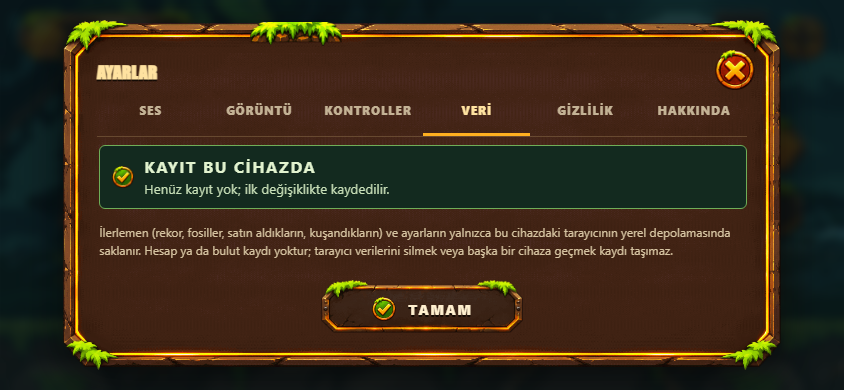 AYARLAR
SES GÖRÜNTÜ KONTROLLER VERİ GİZLİLİK HAKKINDA
KAYIT BU CİHAZDA
Henüz kayıt yok; ilk değişiklikte kaydedilir.
İlerlemen (rekor, fosiller, satın aldıkların, kuşandıkların) ve ayarların yalnızca bu cihazdaki tarayıcının yerel depolamasında
saklanır. Hesap ya da bulut kaydı yoktur; tarayıcı verilerini silmek veya başka bir cihaza geçmek kaydı taşımaz.
TAMAM